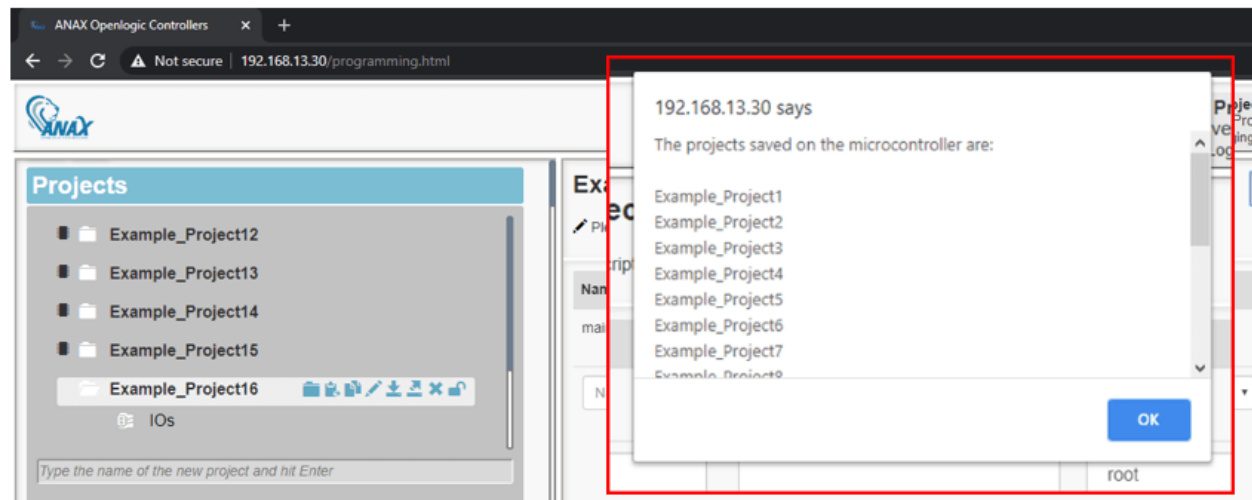 ANAX Openlogic Controllers
Not secure | 192.168.13.30/programming.html
ANAX
Projects
Example_Project12
Example_Project13
Example_Project14
Example_Project15
Example_Project16
IOs
Type the name of the new project and hit Enter
192.168.13.30 says
The projects saved on the microcontroller are:
Example_Project1
Example_Project2
Example_Project3
Example_Project4
Example_Project5
Example_Project6
Example_Project7
Example_Project8
OK
root